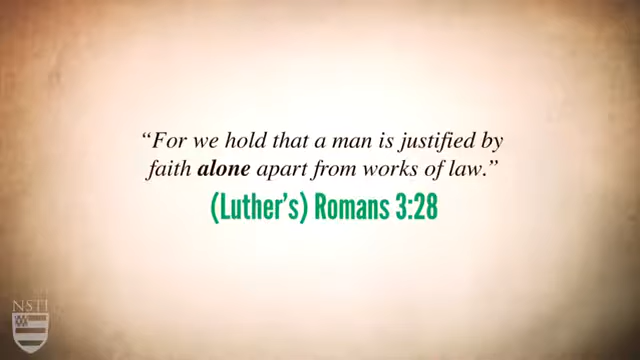 “For we hold that a man is justified by
faith alone apart from works of law.”
(Luther’s) Romans 3:28
NSTI